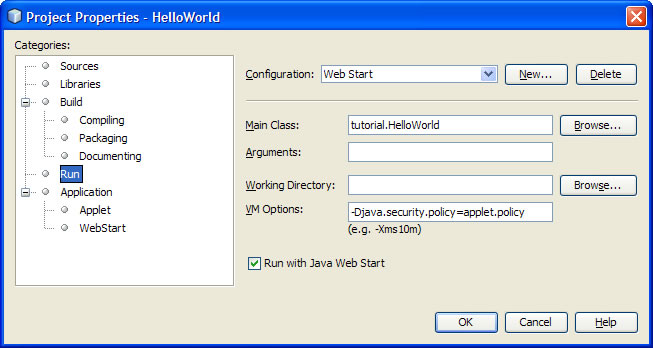 Project Properties - HelloWorld
Categories:
Sources
Libraries
Build
Compiling
Packaging
Documenting
Run
Application
Applet
WebStart
Configuration: Web Start New... Delete
Main Class: tutorial.HelloWorld Browse...
Arguments:
Working Directory: Browse...
VM Options: -Djava.security.policy=applet.policy
(e.g. -Xms10m)
Run with Java Web Start
OK Cancel Help